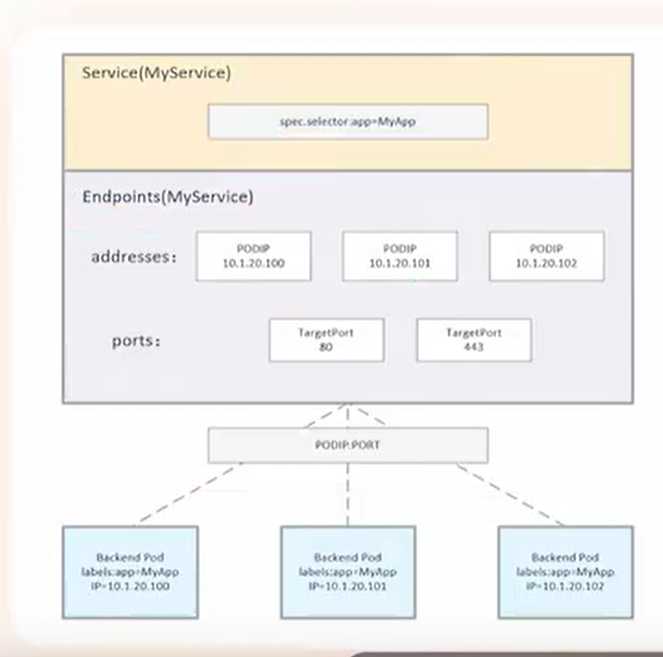 Service(MyService)
spec.selector:app=MyApp
Endpoints(MyService)
addresses:
PODIP
10.1.20.100
PODIP
10.1.20.101
PODIP
10.1.20.102
ports:
TargetPort
80
TargetPort
443
PODIP:PORT
Backend Pod
labels:app=MyApp
IP=10.1.20.100
Backend Pod
labels:app=MyApp
IP=10.1.20.101
Backend Pod
labels:app=MyApp
IP=10.1.20.102